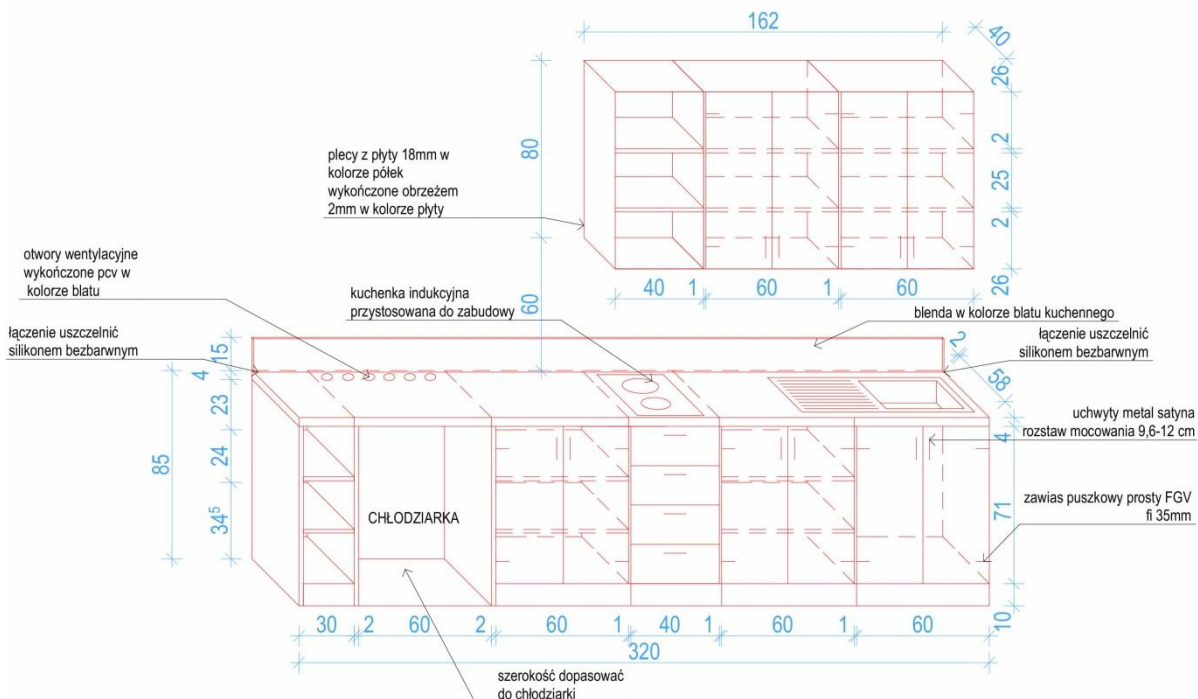 162
40
26
2
25
2
26
80
60
plecy z płyty 18mm w
kolorze półek
wykończone obrzeżem
2mm w kolorze płyty
40 1 60 1 60
otwory wentylacyjne
wykończone pcv w
kolorze blatu
kuchenka indukcyjna
przystosowana do zabudowy
blenda w kolorze blatu kuchennego
łączenie uszczelnić
silikonem bezbarwnym
łączenie uszczelnić
silikonem bezbarwnym
15
4
23
24
34⁵
85
2
58
4
71
10
uchwyty metal satyna
rozstaw mocowania 9,6-12 cm
zawias puszkowy prosty FGV
fi 35mm
CHŁODZIARKA
30 2 60 2 60 1 40 1 60 1 60
320
szerokość dopasować
do chłodziarki